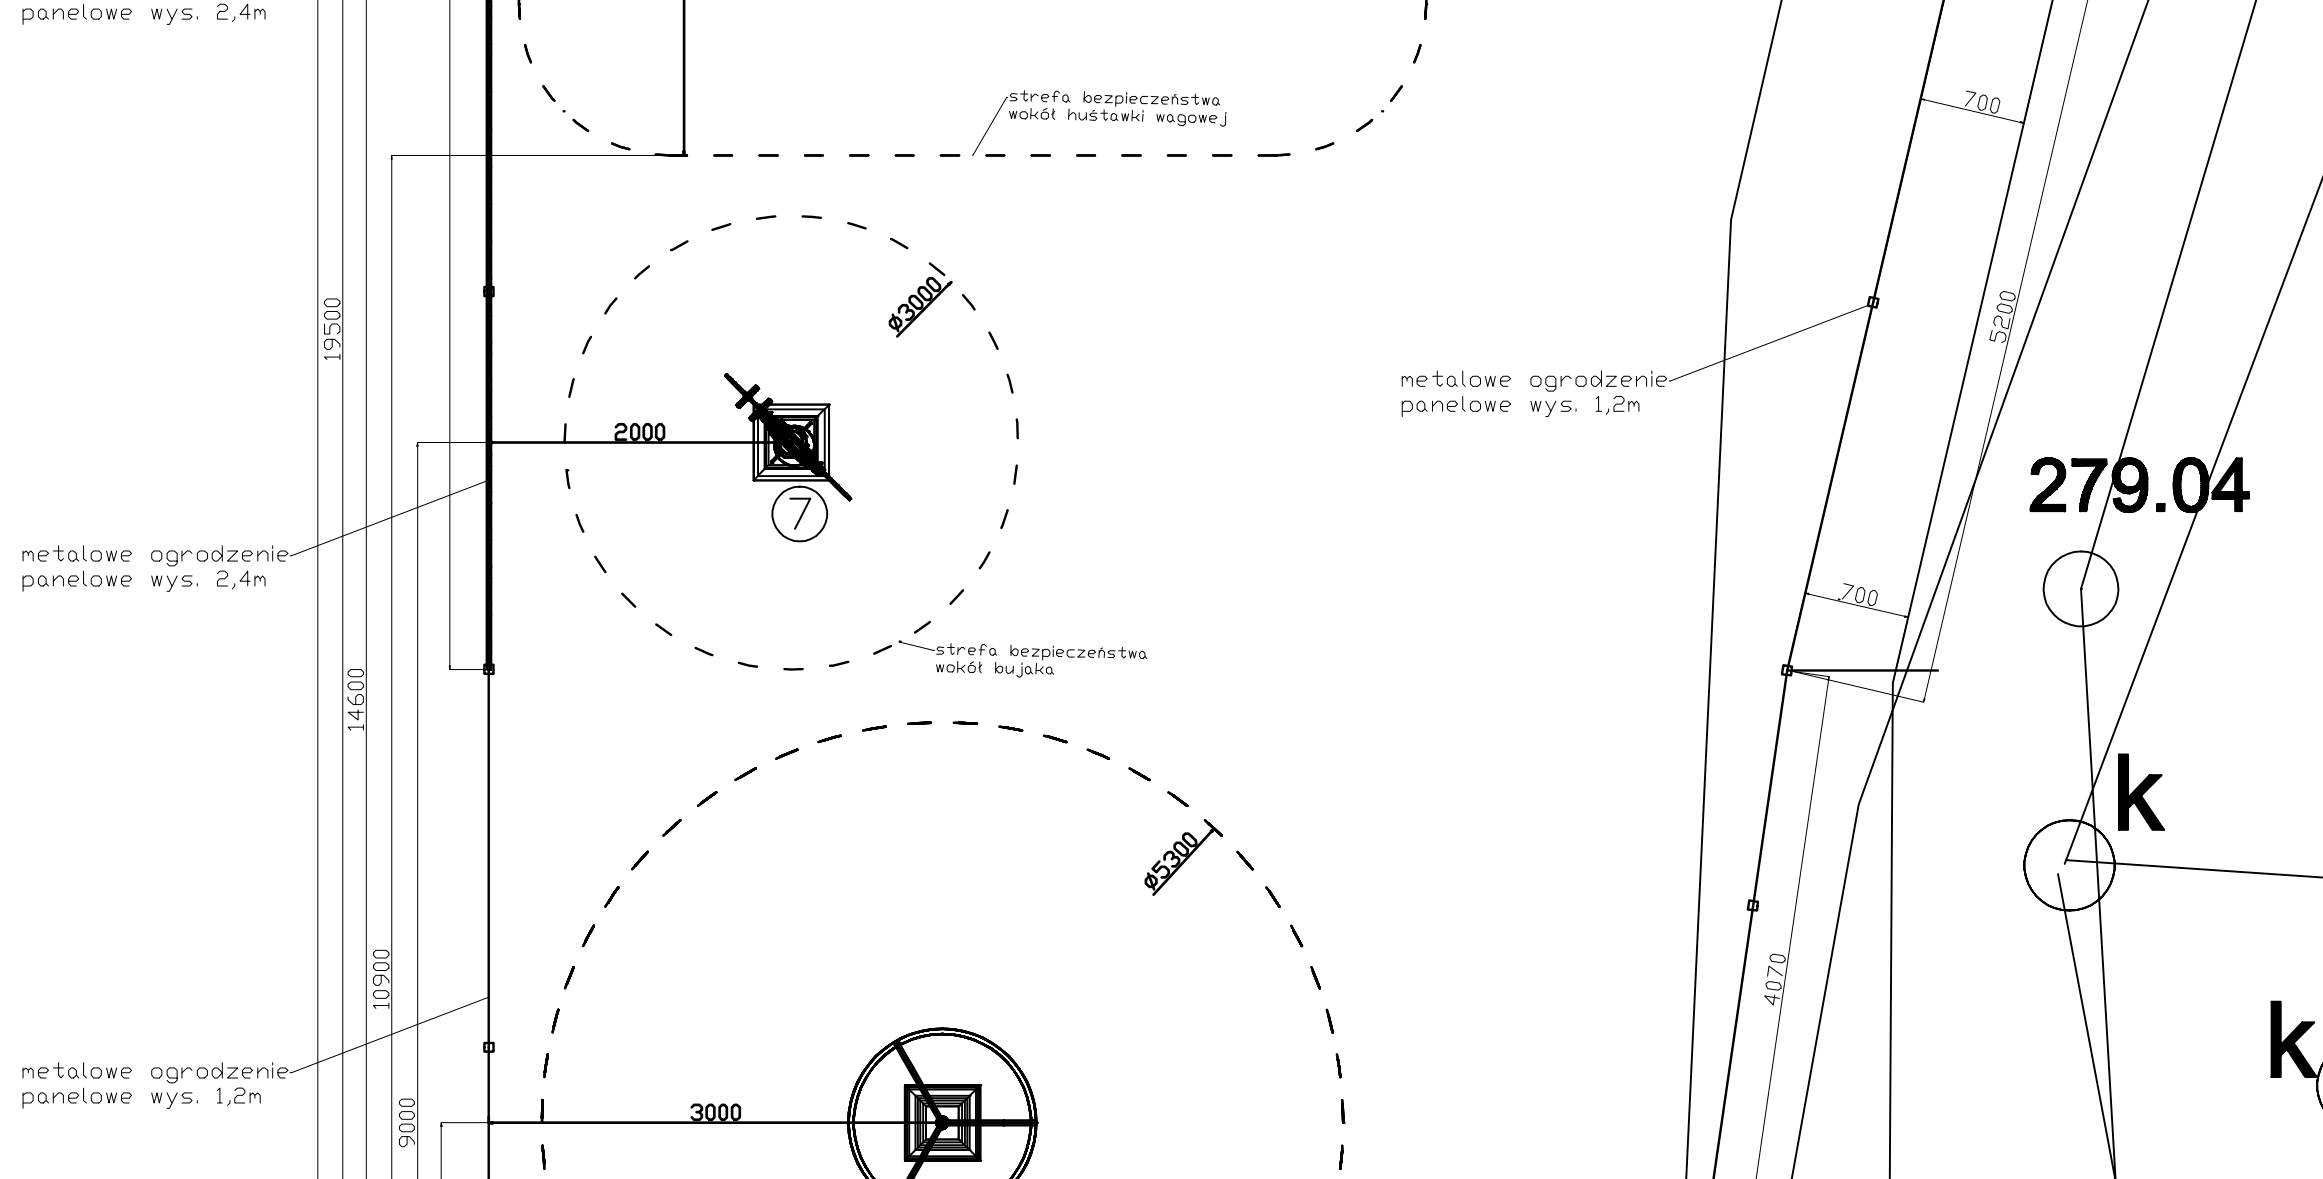 panelowe wys. 2,4m
strefa bezpieczeństwa
wokół huśtawki wagowej
700
19500
ø3000
5200
metalowe ogrodzenie
panelowe wys. 1,2m
2000
279.04
7
metalowe ogrodzenie
panelowe wys. 2,4m
700
strefa bezpieczeństwa
wokół bujaka
14600
k
ø5300
10900
4070
k
metalowe ogrodzenie
panelowe wys. 1,2m
9000
3000